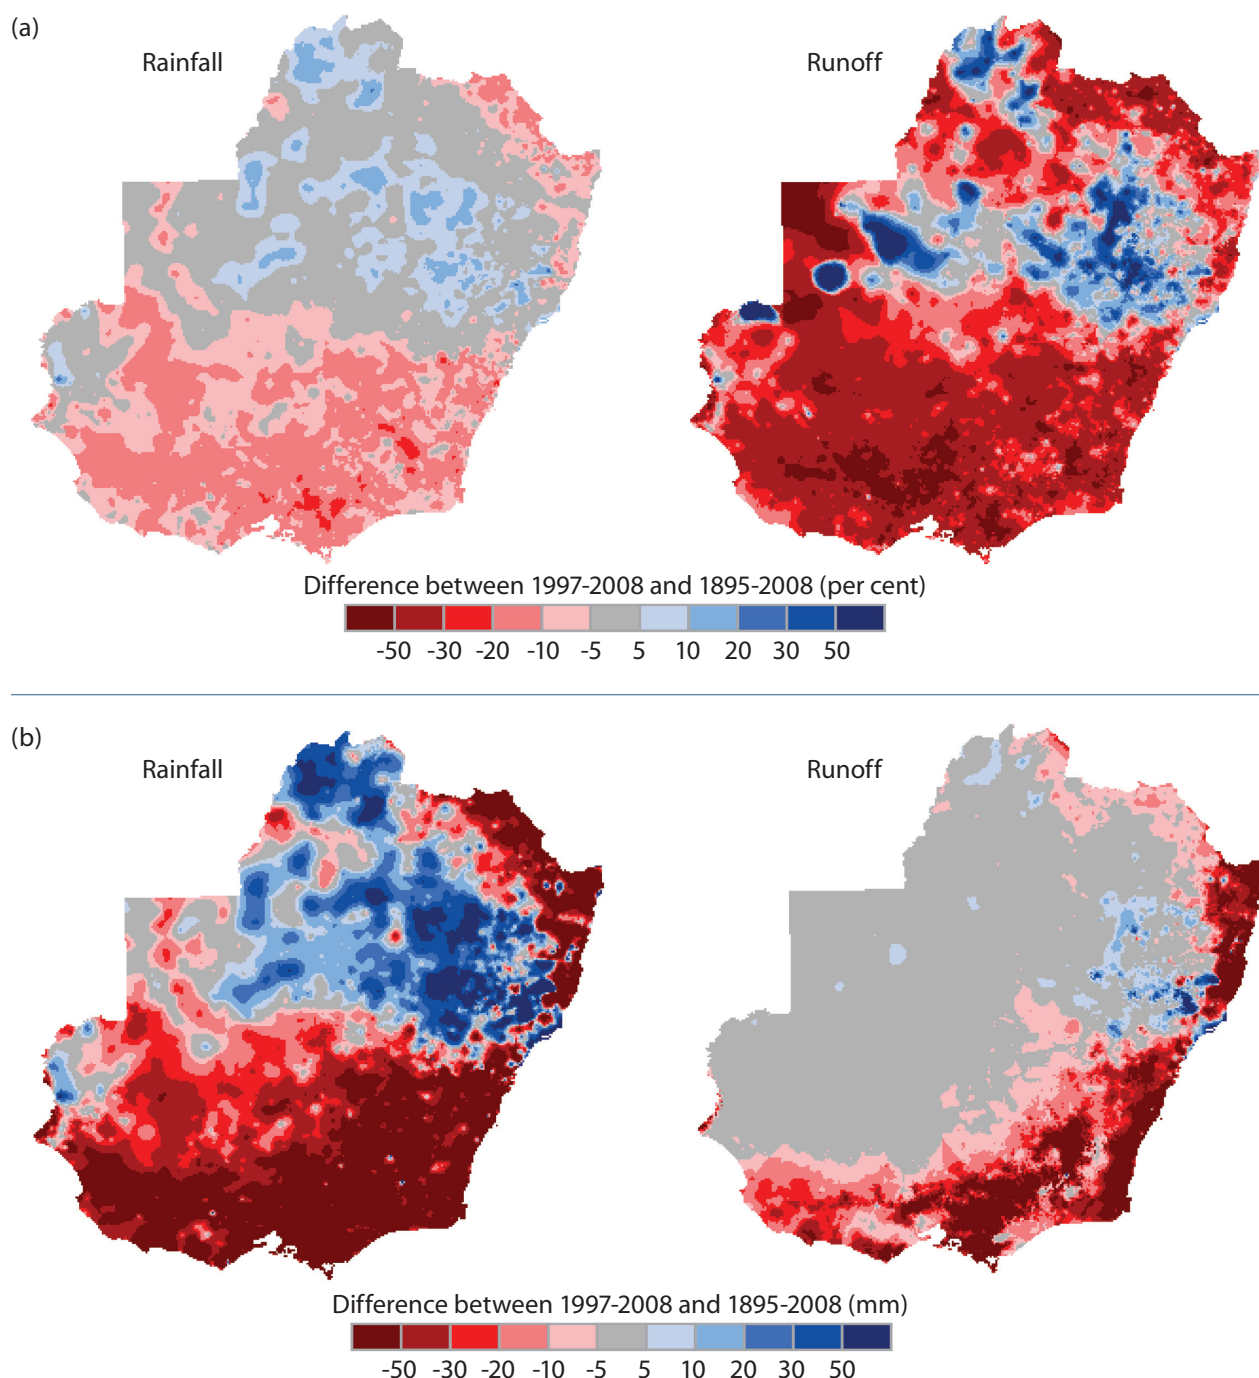 (a)
Rainfall
Runoff
Difference between 1997-2008 and 1895-2008 (per cent)
-50 -30 -20 -10 -5 5 10 20 30 50
(b)
Rainfall
Runoff
Difference between 1997-2008 and 1895-2008 (mm)
-50 -30 -20 -10 -5 5 10 20 30 50